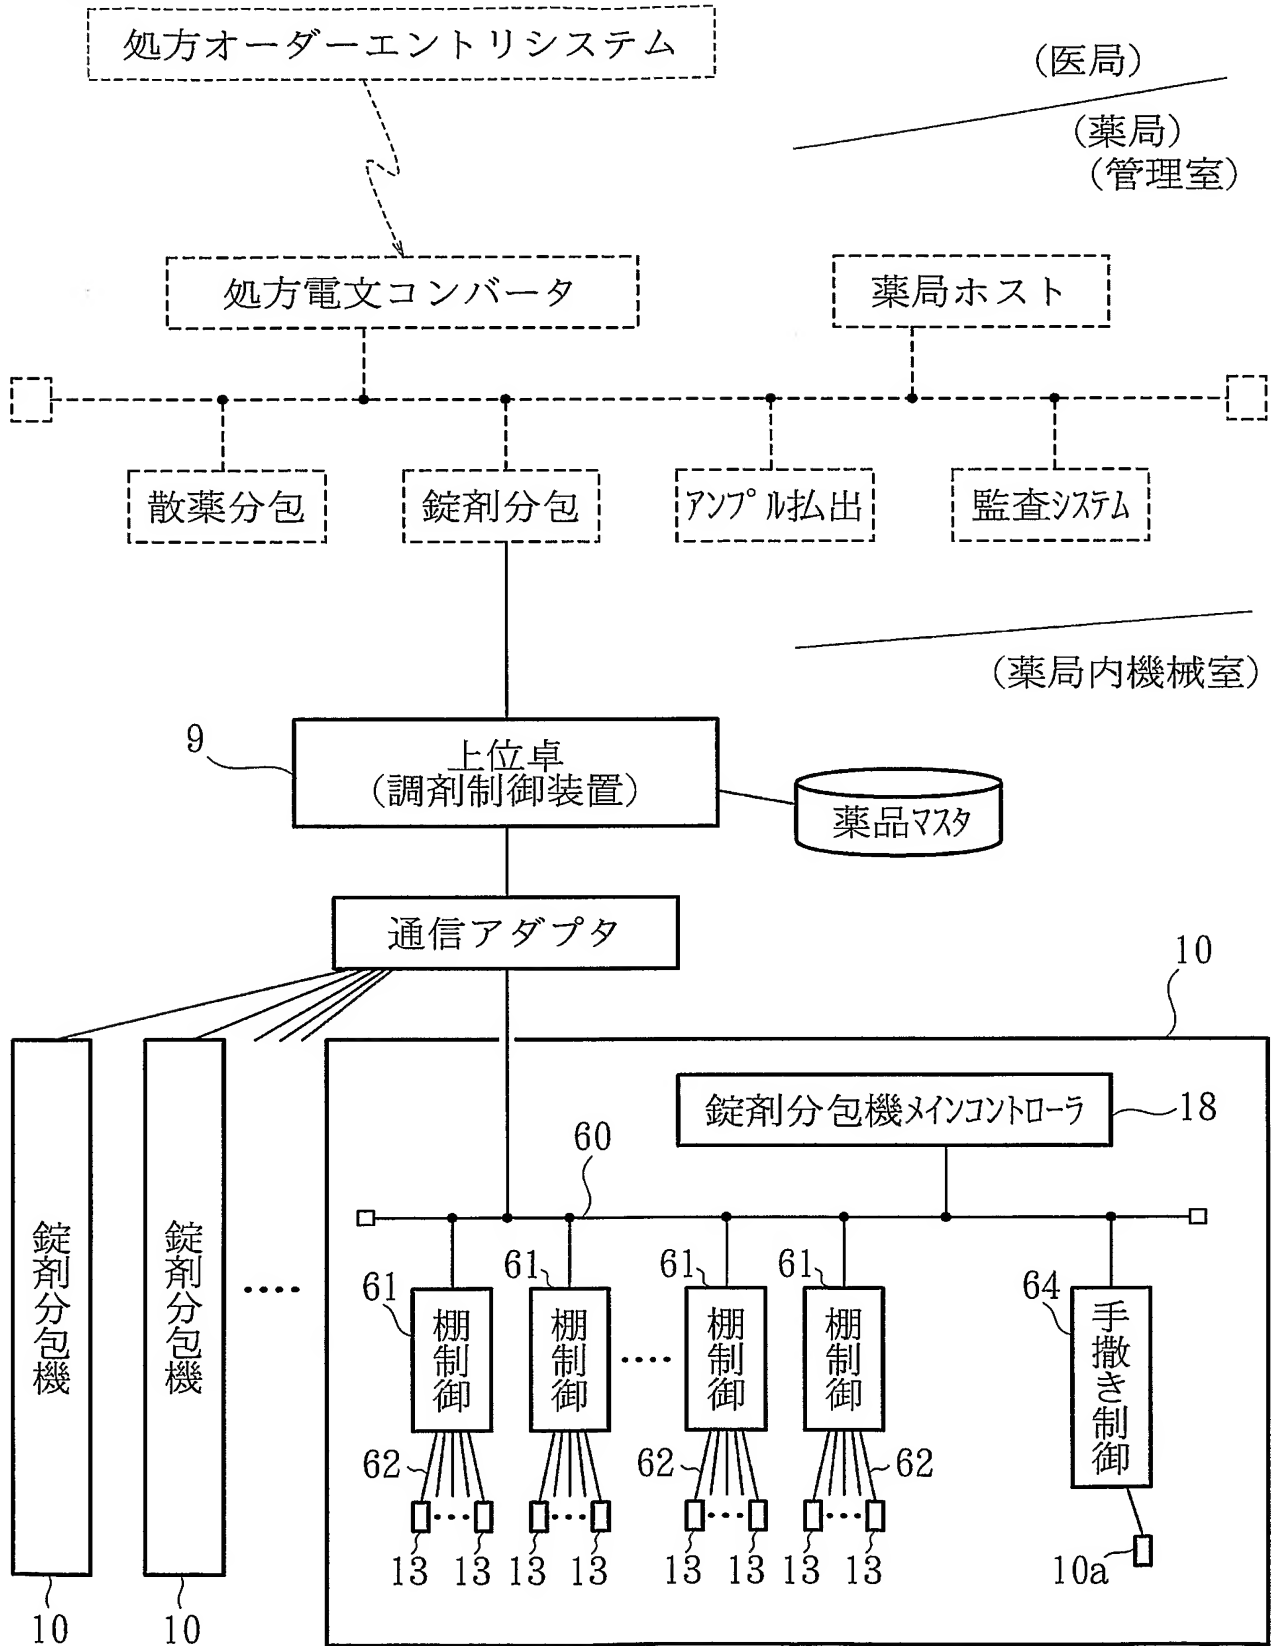 処方オーダーエントリシステム
(医局)
(薬局)
(管理室)
処方電文コンバータ
薬局ホスト
散薬分包
錠剤分包
アンプル払出
監査システム
(薬局内機械室)
9
上位卓
(調剤制御装置)
薬品マスタ
通信アダプタ
10
錠剤分包機メインコントローラ
18
60
錠剤分包機
錠剤分包機
61
61
61
61
64
棚制御
棚制御
棚制御
棚制御
手撒き制御
62
62
62
13
13
13
13
13
13
13
13
10a
10
10